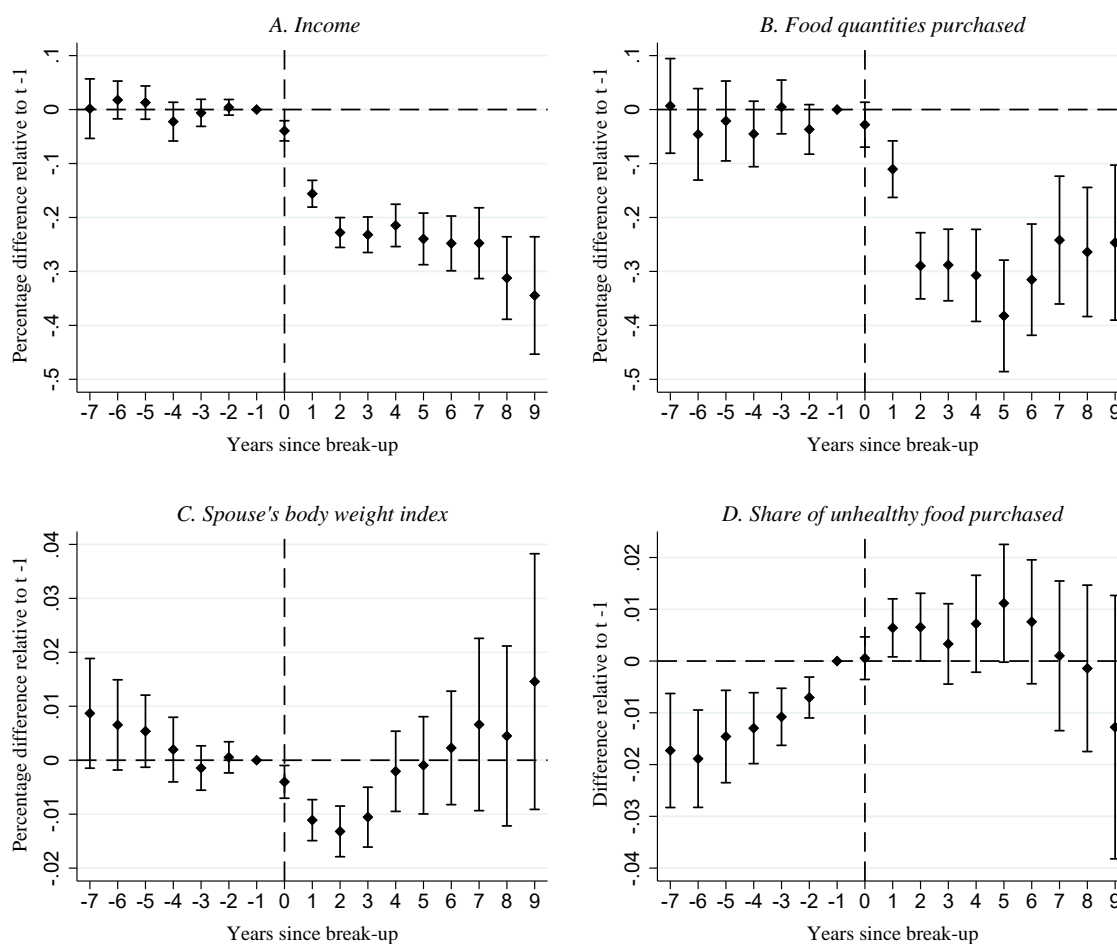 A. Income
Percentage difference relative to t -1
.1
0
-.1
-.2
-.3
-.4
-.5
-7 -6 -5 -4 -3 -2 -1 0 1 2 3 4 5 6 7 8 9
Years since break-up
B. Food quantities purchased
Percentage difference relative to t -1
.1
0
-.1
-.2
-.3
-.4
-.5
-7 -6 -5 -4 -3 -2 -1 0 1 2 3 4 5 6 7 8 9
Years since break-up
C. Spouse's body weight index
Percentage difference relative to t -1
.04
.03
.02
.01
0
-.01
-.02
-7 -6 -5 -4 -3 -2 -1 0 1 2 3 4 5 6 7 8 9
Years since break-up
D. Share of unhealthy food purchased
Difference relative to t -1
.02
.01
0
-.01
-.02
-.03
-.04
-7 -6 -5 -4 -3 -2 -1 0 1 2 3 4 5 6 7 8 9
Years since break-up